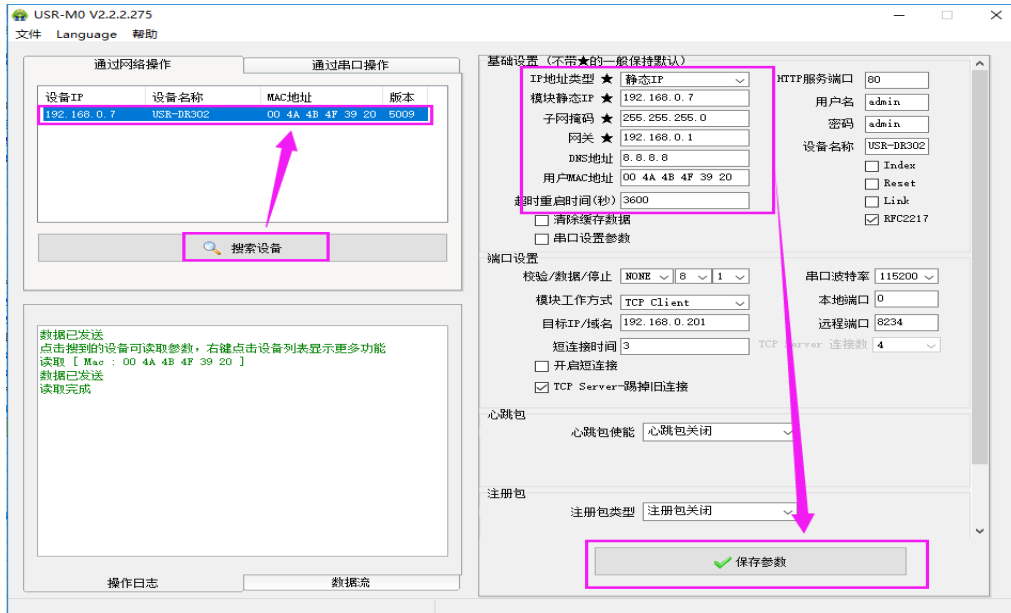 USR-M0 V2.2.2.275
文件 Language 帮助
通过网络操作 通过串口操作
设备IP 设备名称 MAC地址 版本
192.168.0.7 USR-DR302 00 4A 4B 4F 39 20 5009
搜索设备
数据已发送
点击搜到的设备可读取参数，右键点击设备列表显示更多功能
读取 [ Mac : 00 4A 4B 4F 39 20 ]
数据已发送
读取完成
操作日志 数据流
基础设置 (不带★的一般保持默认)
IP地址类型 ★ 静态IP HTTP服务端口 80
模块静态IP ★ 192.168.0.7 用户名 admin
子网掩码 ★ 255.255.255.0 密码 admin
网关 ★ 192.168.0.1 设备名称 USR-DR302
DNS地址 8.8.8.8 Index
用户MAC地址 00 4A 4B 4F 39 20 Reset
超时重启时间(秒) 3600 Link
清除缓存数据 RFC2217
串口设置参数
端口设置
校验/数据/停止 NONE 8 1 串口波特率 115200
模块工作方式 TCP Client 本地端口 0
目标IP/域名 192.168.0.201 远程端口 8234
短连接时间 3 TCP Server 连接数 4
开启短连接
TCP Server-踢掉旧连接
心跳包
心跳包使能 心跳包关闭
注册包
注册包类型 注册包关闭
保存参数